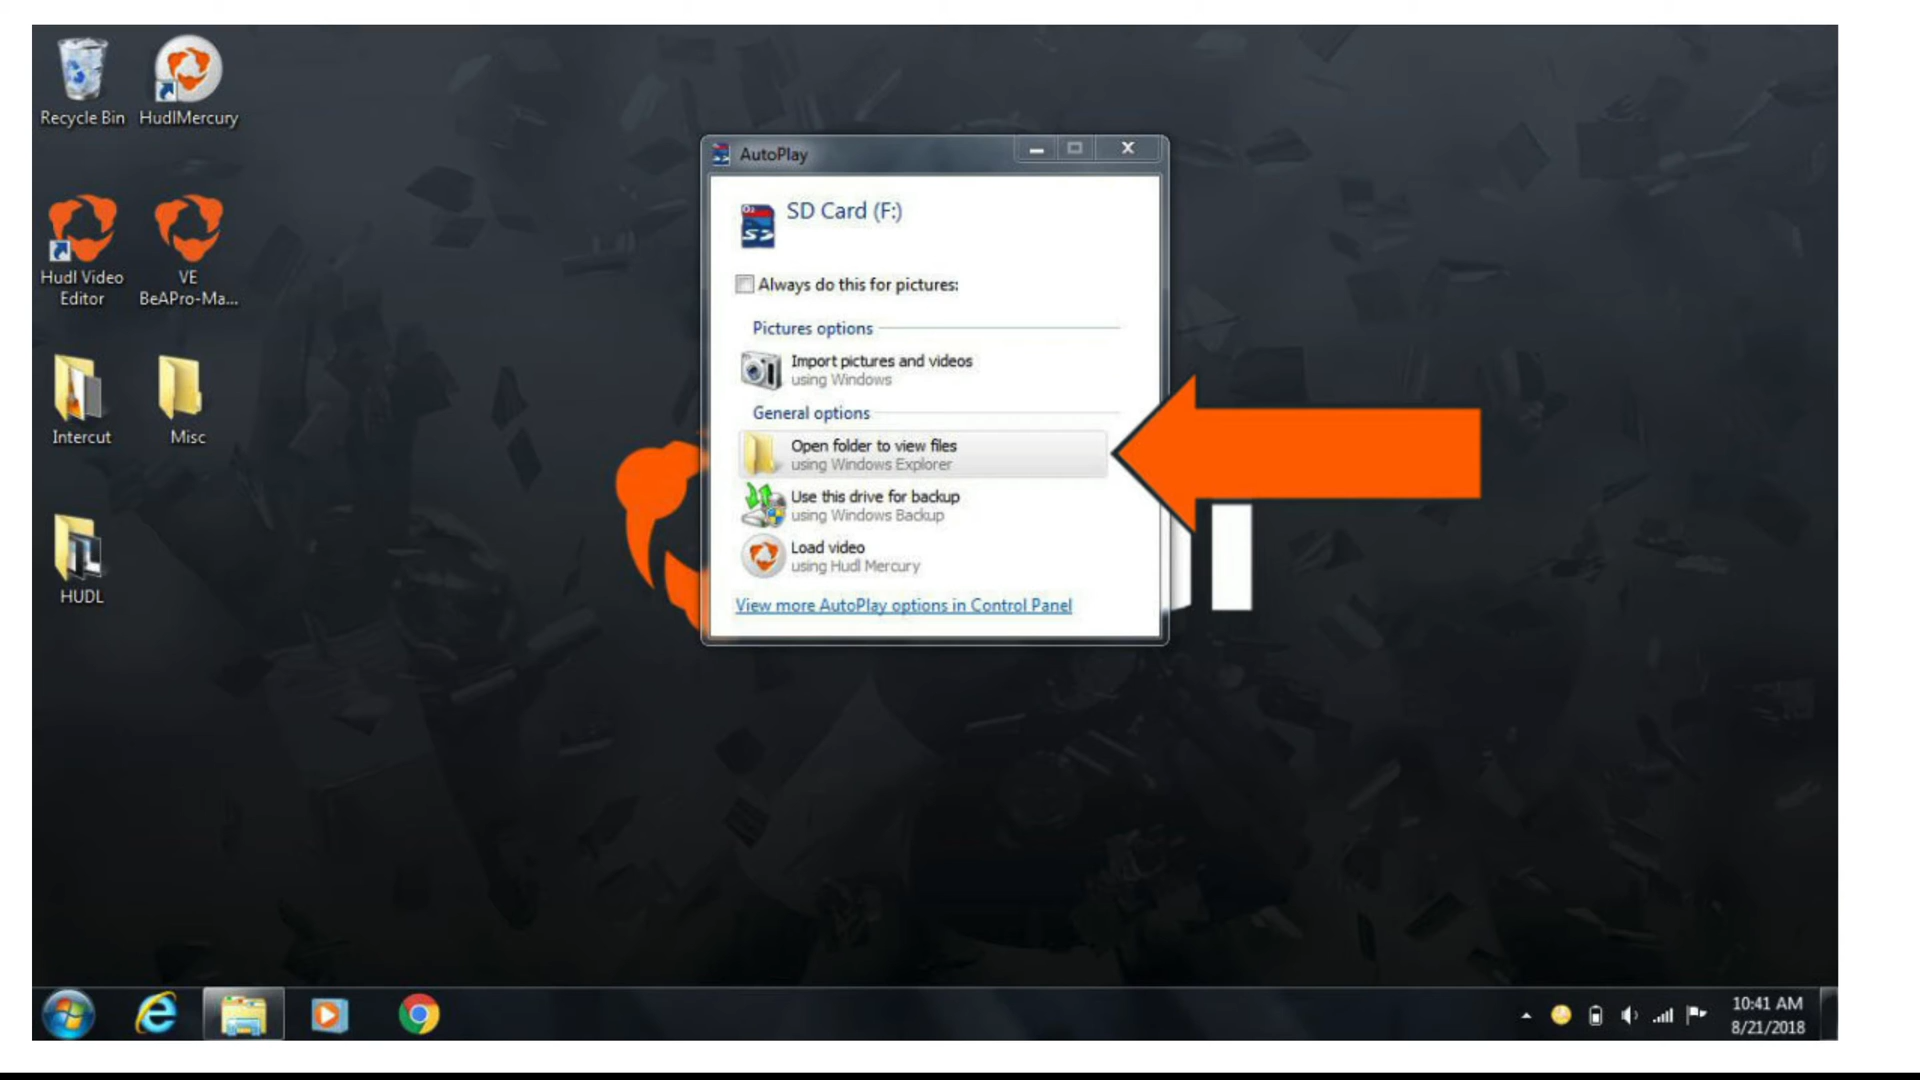 Recycle Bin
HudlMercury
Hudl Video
Editor
VE
BeAPro-Ma...
Intercut
Misc
HUDL
AutoPlay
SD Card (F:)
Always do this for pictures:
Pictures options
Import pictures and videos
using Windows
General options
Open folder to view files
using Windows Explorer
Use this drive for backup
using Windows Backup
Load video
using Hudl Mercury
View more AutoPlay options in Control Panel
10:41 AM
8/21/2018